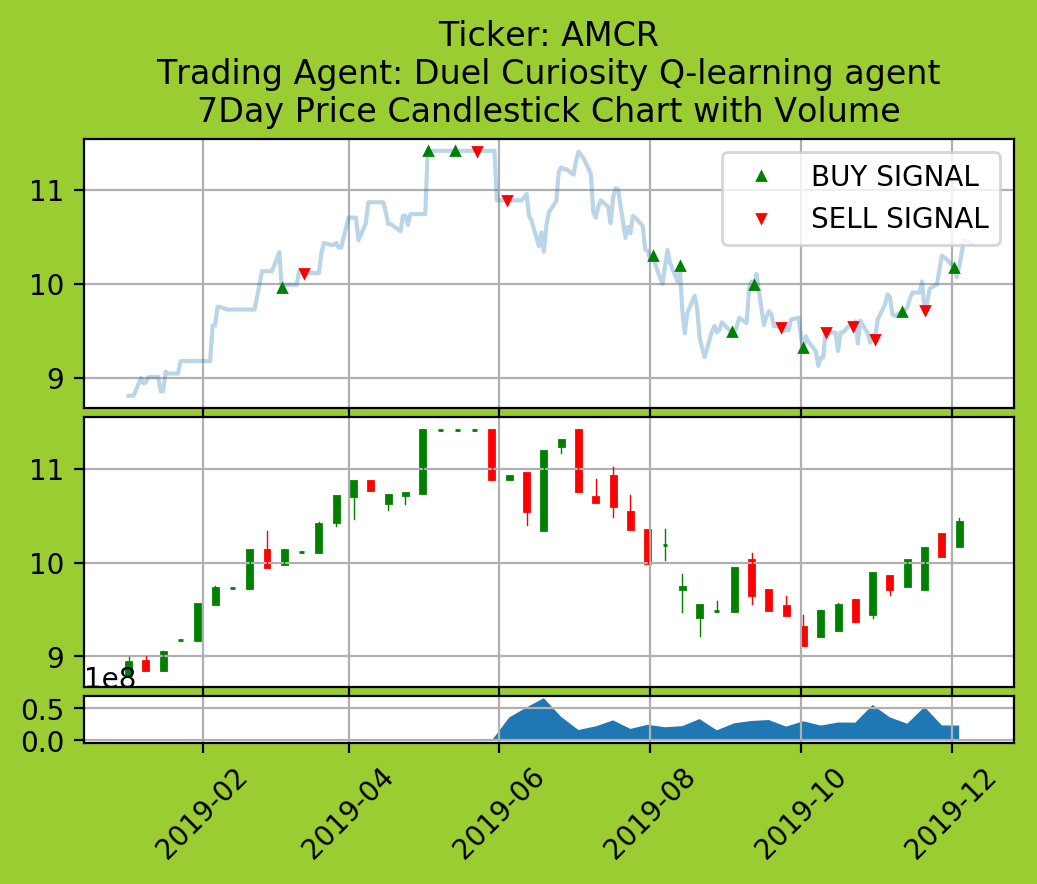 Ticker: AMCR
Trading Agent: Duel Curiosity Q-learning agent
7Day Price Candlestick Chart with Volume
11
10
9
BUY SIGNAL
SELL SIGNAL
11
10
9
1e8
0.5
0.0
2019-02
2019-04
2019-06
2019-08
2019-10
2019-12